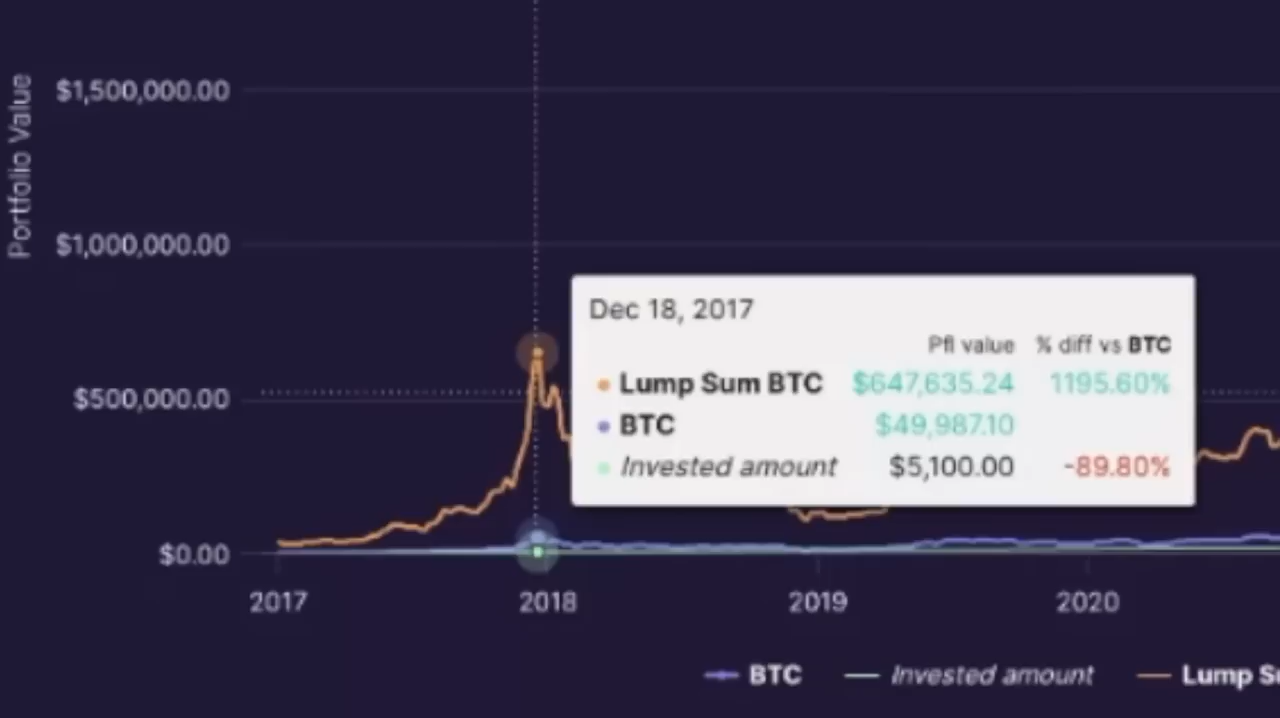 Portfolio Value
$1,500,000.00
$1,000,000.00
$500,000.00
$0.00
2017 2018 2019 2020
Dec 18, 2017
Pfl value % diff vs BTC
Lump Sum BTC $647,635.24 1195.60%
BTC $49,987.10
Invested amount $5,100.00 -89.80%
BTC Invested amount Lump Su